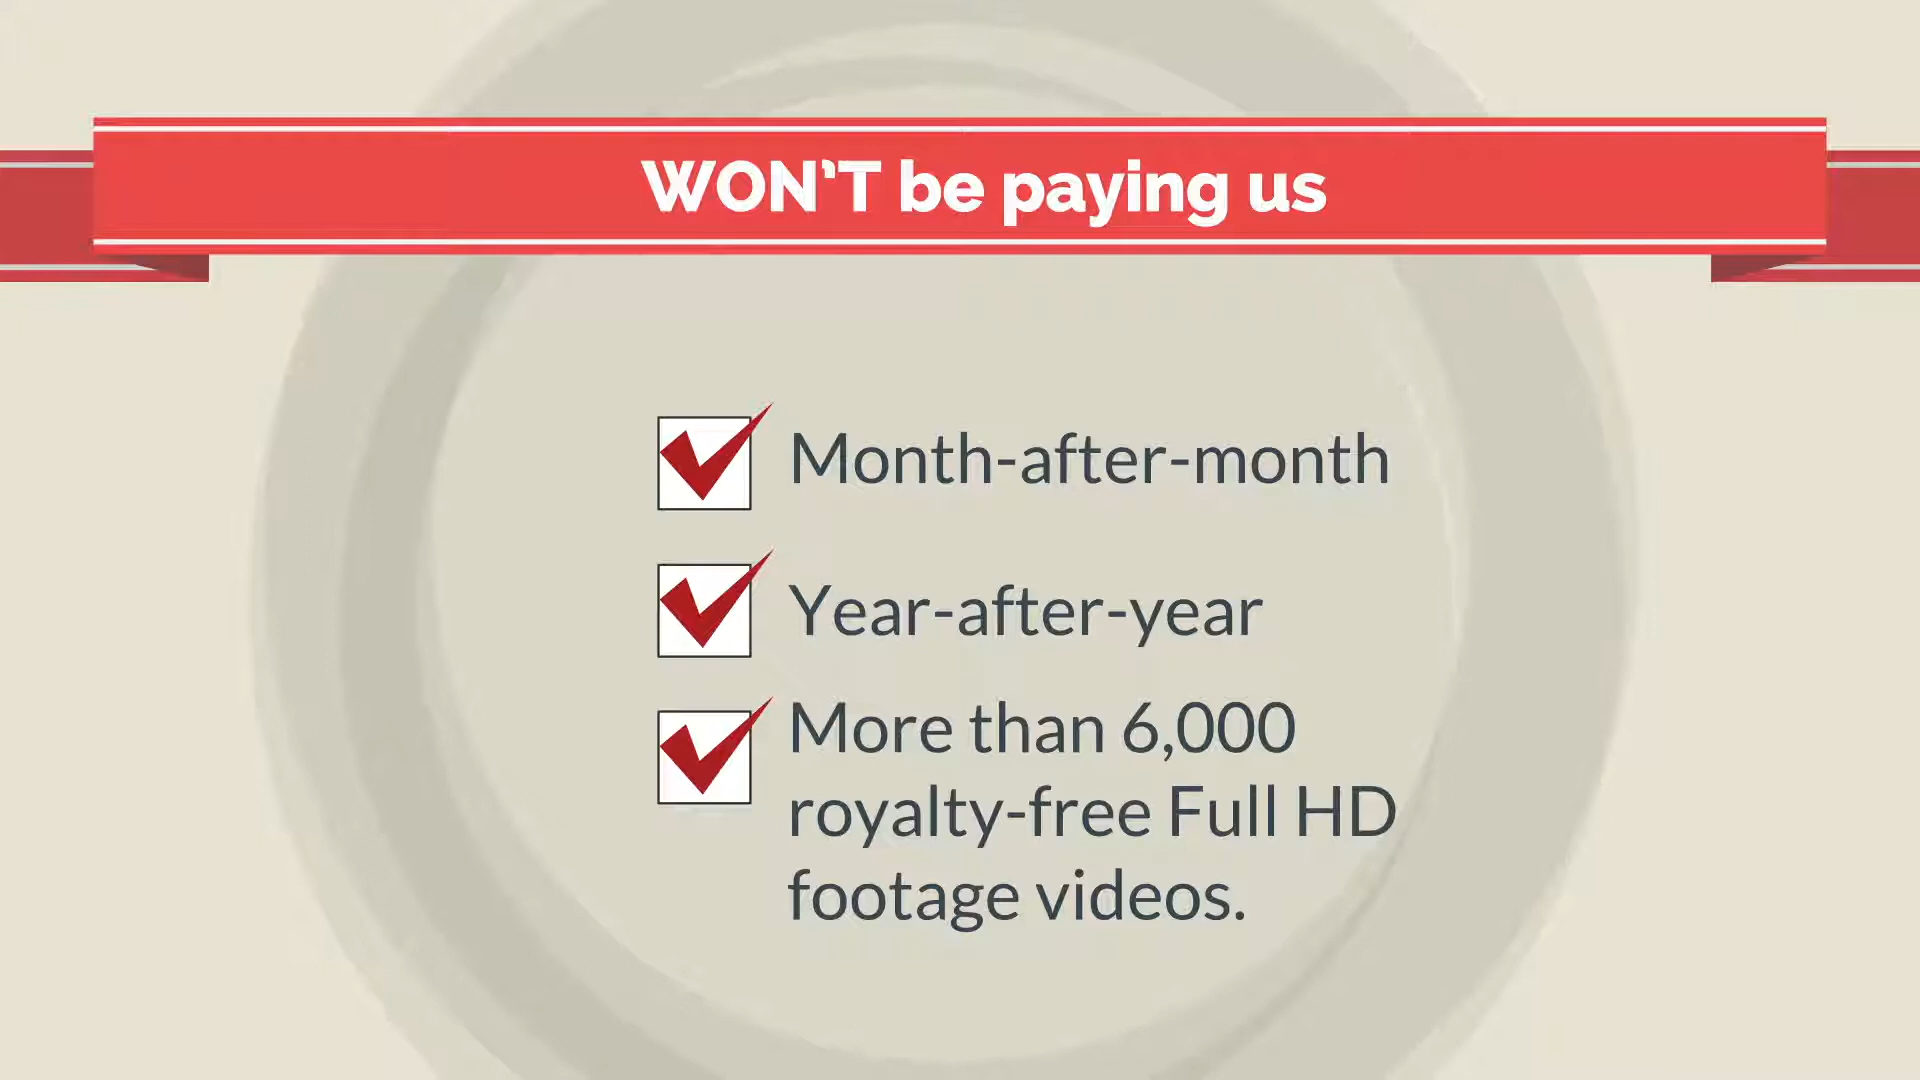 WON'T be paying us
Month-after-month
Year-after-year
More than 6,000
royalty-free Full HD
footage videos.